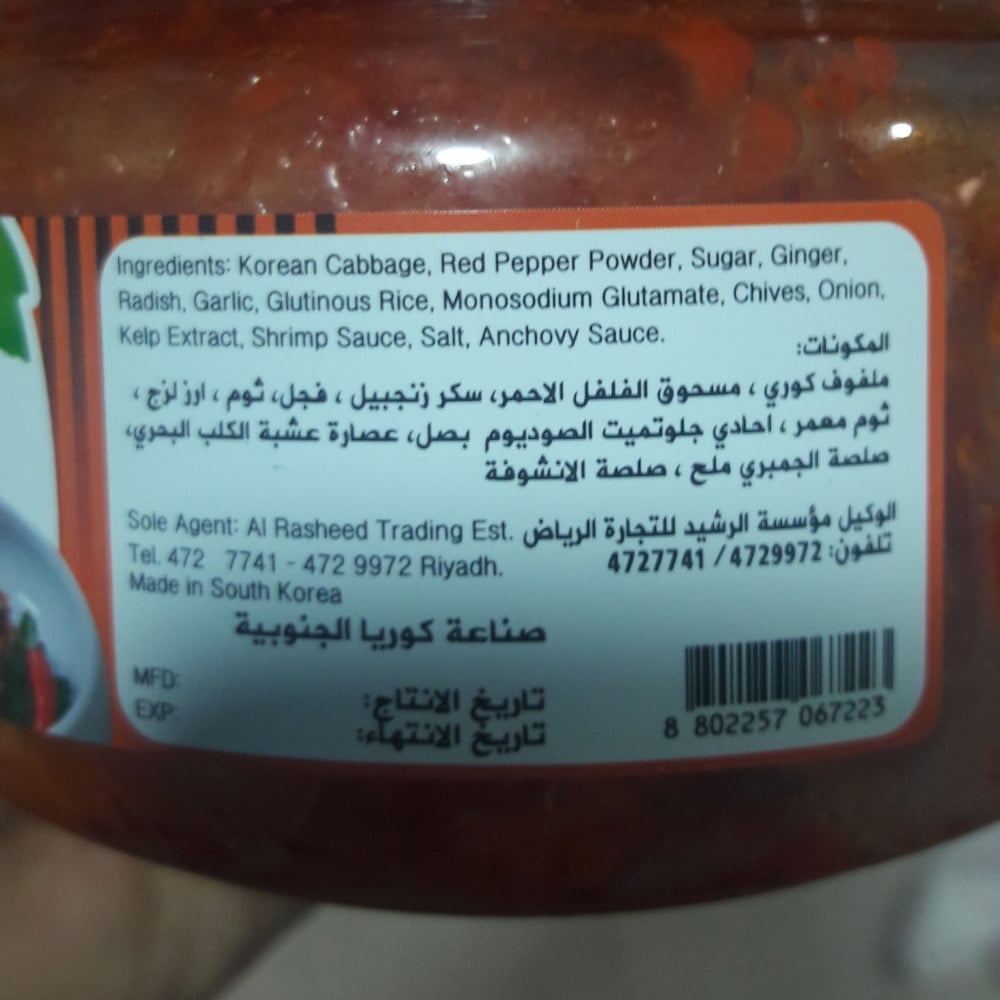 Ingredients: Korean Cabbage, Red Pepper Powder, Sugar, Ginger,
Radish, Garlic, Glutinous Rice, Monosodium Glutamate, Chives, Onion,
Kelp Extract, Shrimp Sauce, Salt, Anchovy Sauce.
المكونات:
ملفوف كوري ، مسحوق الفلفل الاحمر، سكر زنجبيل ، فجل، ثوم ، ارز لزج ،
ثوم معمر ، احادي جلوتميت الصوديوم بصل، عصارة عشبة الكلب البحري،
صلصة الجمبري ملح ، صلصة الانشوفة
Sole Agent: Al Rasheed Trading Est. الوكيل مؤسسة الرشيد للتجارة الرياض
Tel. 472 7741 - 472 9972 Riyadh. تلفون: 4729972 / 4727741
Made in South Korea
صناعة كوريا الجنوبية
MFD: تاريخ الانتاج:
EXP: تاريخ الانتهاء:
8 802257 067223